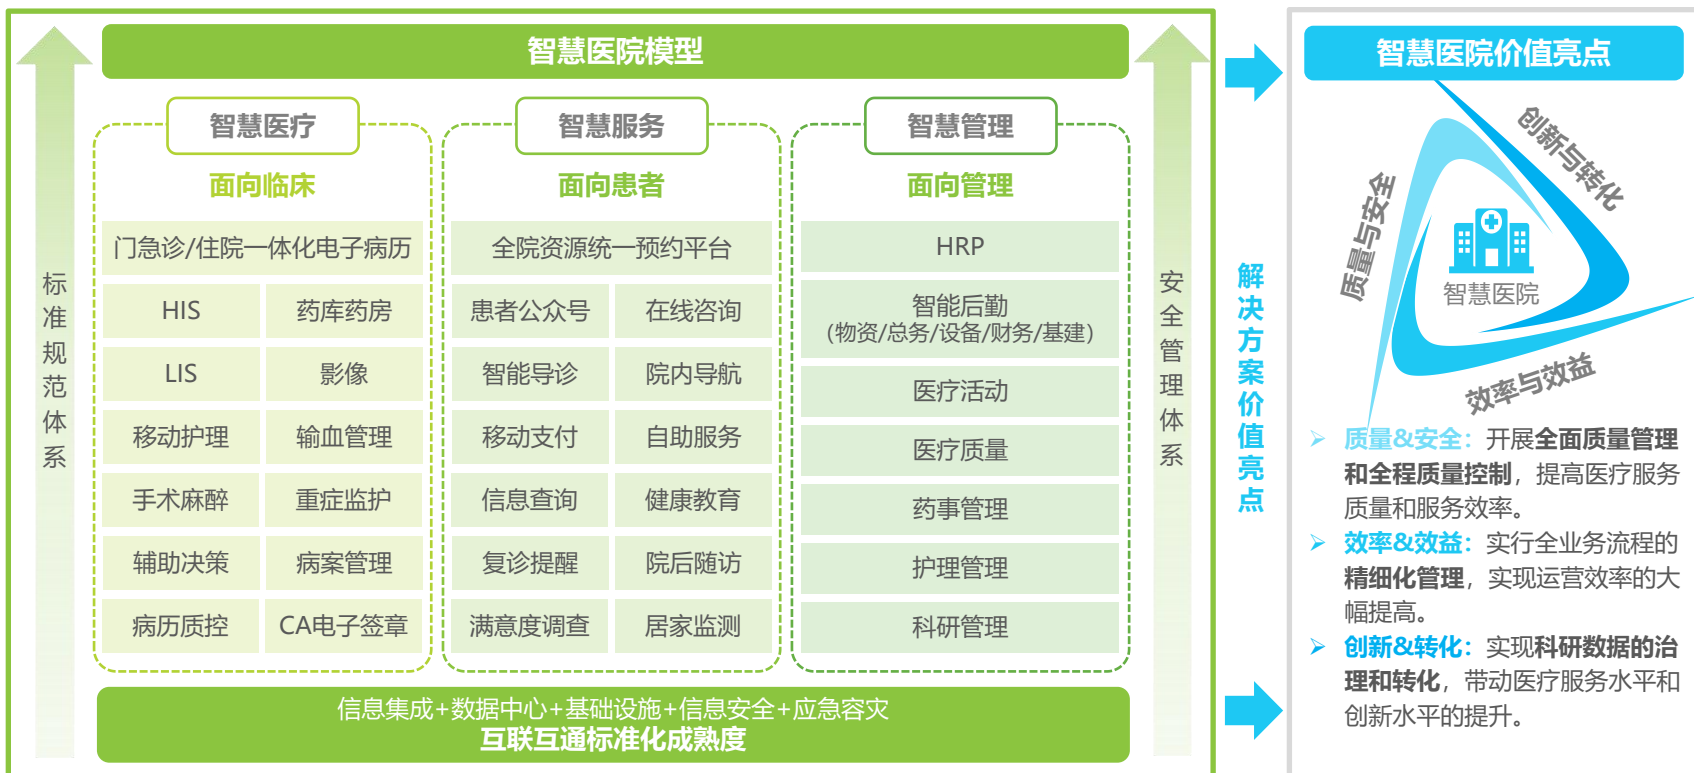 智慧医院模型
标准规范体系
智慧医疗
面向临床
门急诊/住院一体化电子病历
HIS
药库药房
LIS
影像
移动护理
输血管理
手术麻醉
重症监护
辅助决策
病案管理
病历质控
CA电子签章
智慧服务
面向患者
全院资源统一预约平台
患者公众号
在线咨询
智能导诊
院内导航
移动支付
自助服务
信息查询
健康教育
复诊提醒
院后随访
满意度调查
居家监测
智慧管理
面向管理
HRP
智能后勤
(物资/总务/设备/财务/基建)
医疗活动
医疗质量
药事管理
护理管理
科研管理
安全管理体系
信息集成+数据中心+基础设施+信息安全+应急容灾
互联互通标准化成熟度
解决方案价值亮点
智慧医院价值亮点
质量与安全
创新与转化
智慧医院
效率与效益
➢ 质量&安全：开展全面质量管理
和全程质量控制，提高医疗服务
质量和服务效率。
➢ 效率&效益：实行全业务流程的
精细化管理，实现运营效率的大
幅提高。
➢ 创新&转化：实现科研数据的治
理和转化，带动医疗服务水平和
创新水平的提升。